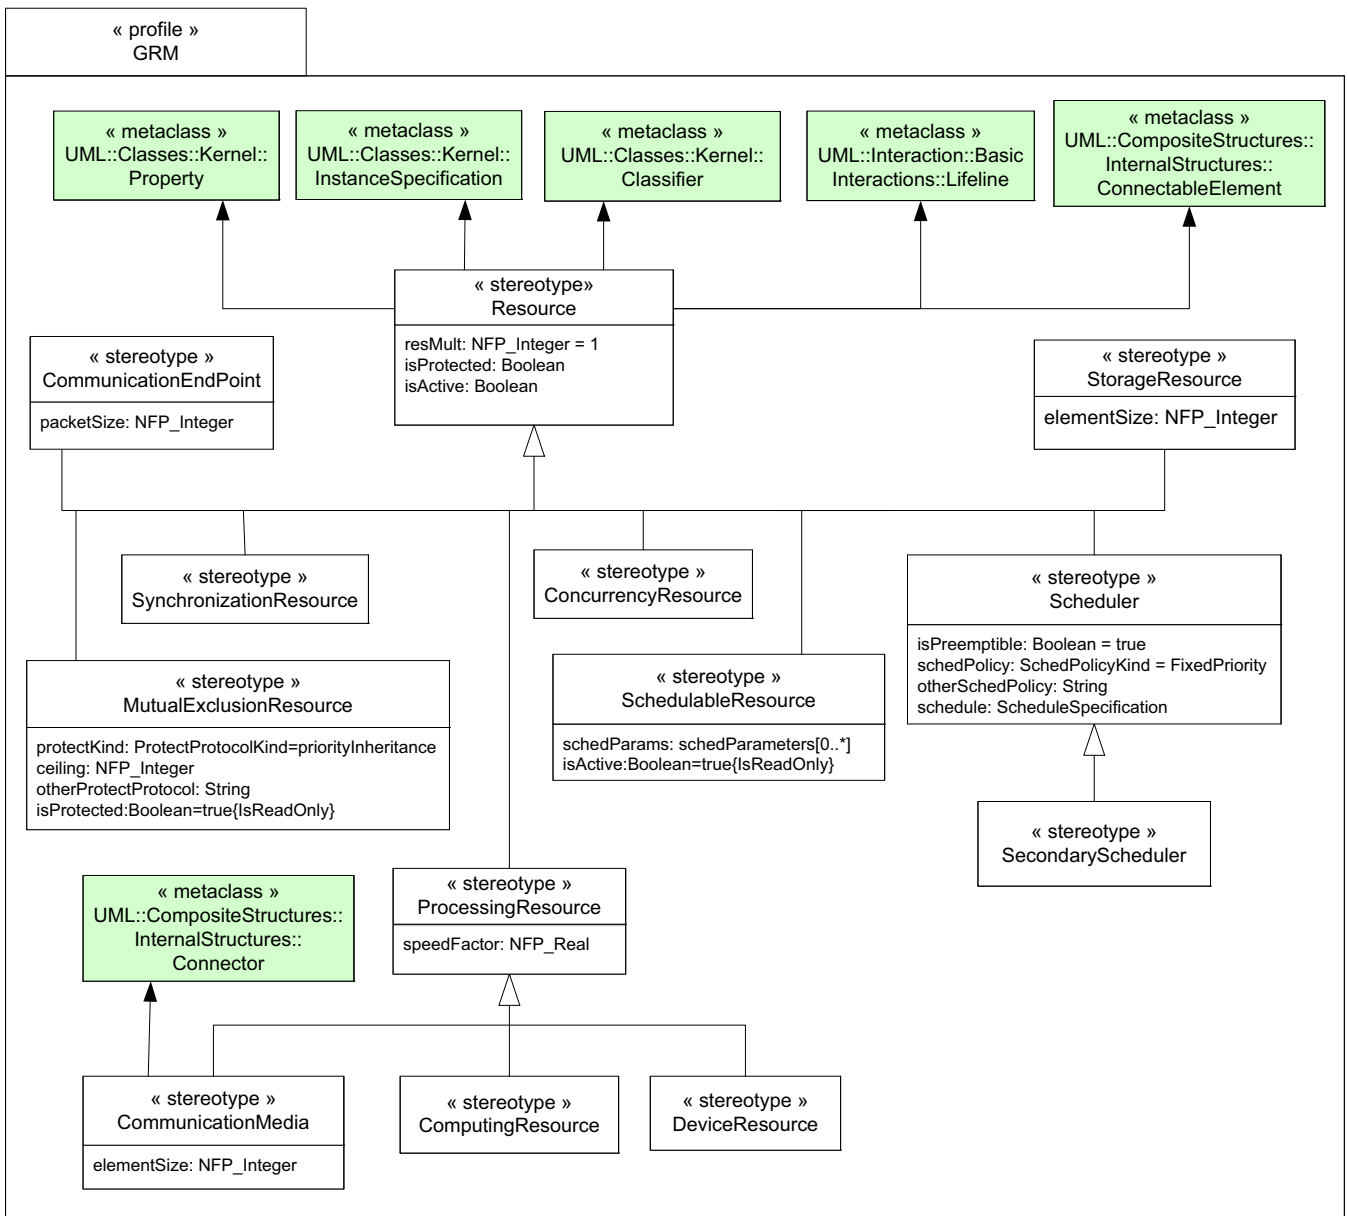 « profile »
GRM
« metaclass »
UML::Classes::Kernel::
Property
« metaclass »
UML::Classes::Kernel::
InstanceSpecification
« metaclass »
UML::Classes::Kernel::
Classifier
« metaclass »
UML::Interaction::Basic
Interactions::Lifeline
« metaclass »
UML::CompositeStructures::
InternalStructures::
ConnectableElement
« stereotype»
Resource
resMult: NFP_Integer = 1
isProtected: Boolean
isActive: Boolean
« stereotype »
CommunicationEndPoint
packetSize: NFP_Integer
« stereotype »
StorageResource
elementSize: NFP_Integer
« stereotype »
SynchronizationResource
« stereotype »
ConcurrencyResource
« stereotype »
Scheduler
isPreemptible: Boolean = true
schedPolicy: SchedPolicyKind = FixedPriority
otherSchedPolicy: String
schedule: ScheduleSpecification
« stereotype »
MutualExclusionResource
protectKind: ProtectProtocolKind=priorityInheritance
ceiling: NFP_Integer
otherProtectProtocol: String
isProtected:Boolean=true{IsReadOnly}
« stereotype »
SchedulableResource
schedParams: schedParameters[0..*]
isActive:Boolean=true{IsReadOnly}
« stereotype »
SecondaryScheduler
« metaclass »
UML::CompositeStructures::
InternalStructures::
Connector
« stereotype »
ProcessingResource
speedFactor: NFP_Real
« stereotype »
CommunicationMedia
elementSize: NFP_Integer
« stereotype »
ComputingResource
« stereotype »
DeviceResource